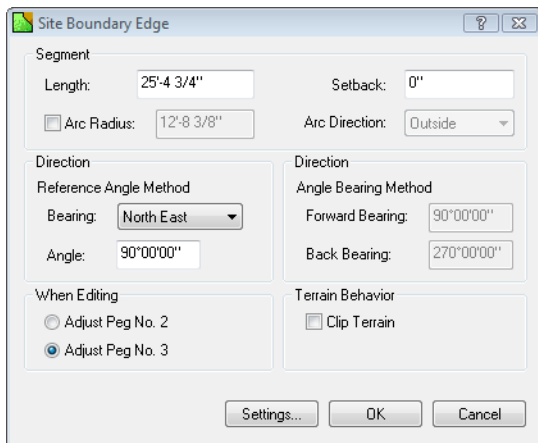 Site Boundary Edge
Segment
Length: 25'-4 3/4" Setback: 0"
Arc Radius: 12'-8 3/8" Arc Direction: Outside
Direction Direction
Reference Angle Method Angle Bearing Method
Bearing: North East Forward Bearing: 90°00'00"
Angle: 90°00'00" Back Bearing: 270°00'00"
When Editing Terrain Behavior
Adjust Peg No. 2 Clip Terrain
Adjust Peg No. 3
Settings... OK Cancel